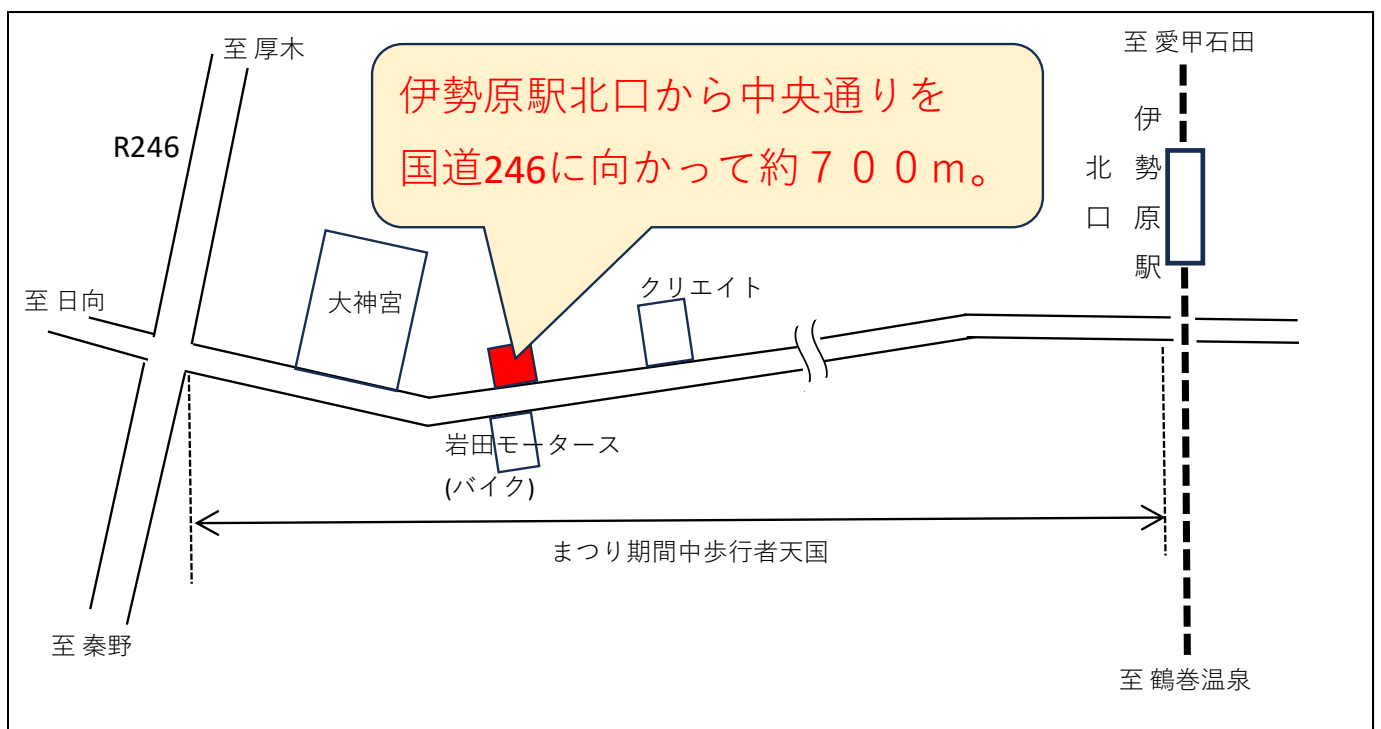 至 厚木
至 愛甲石田
伊勢原駅北口から中央通りを
国道246に向かって約７００ｍ。
R246
伊勢原駅
北口
至 日向
大神宮
クリエイト
岩田モータース
(バイク)
まつり期間中歩行者天国
至 秦野
至 鶴巻温泉